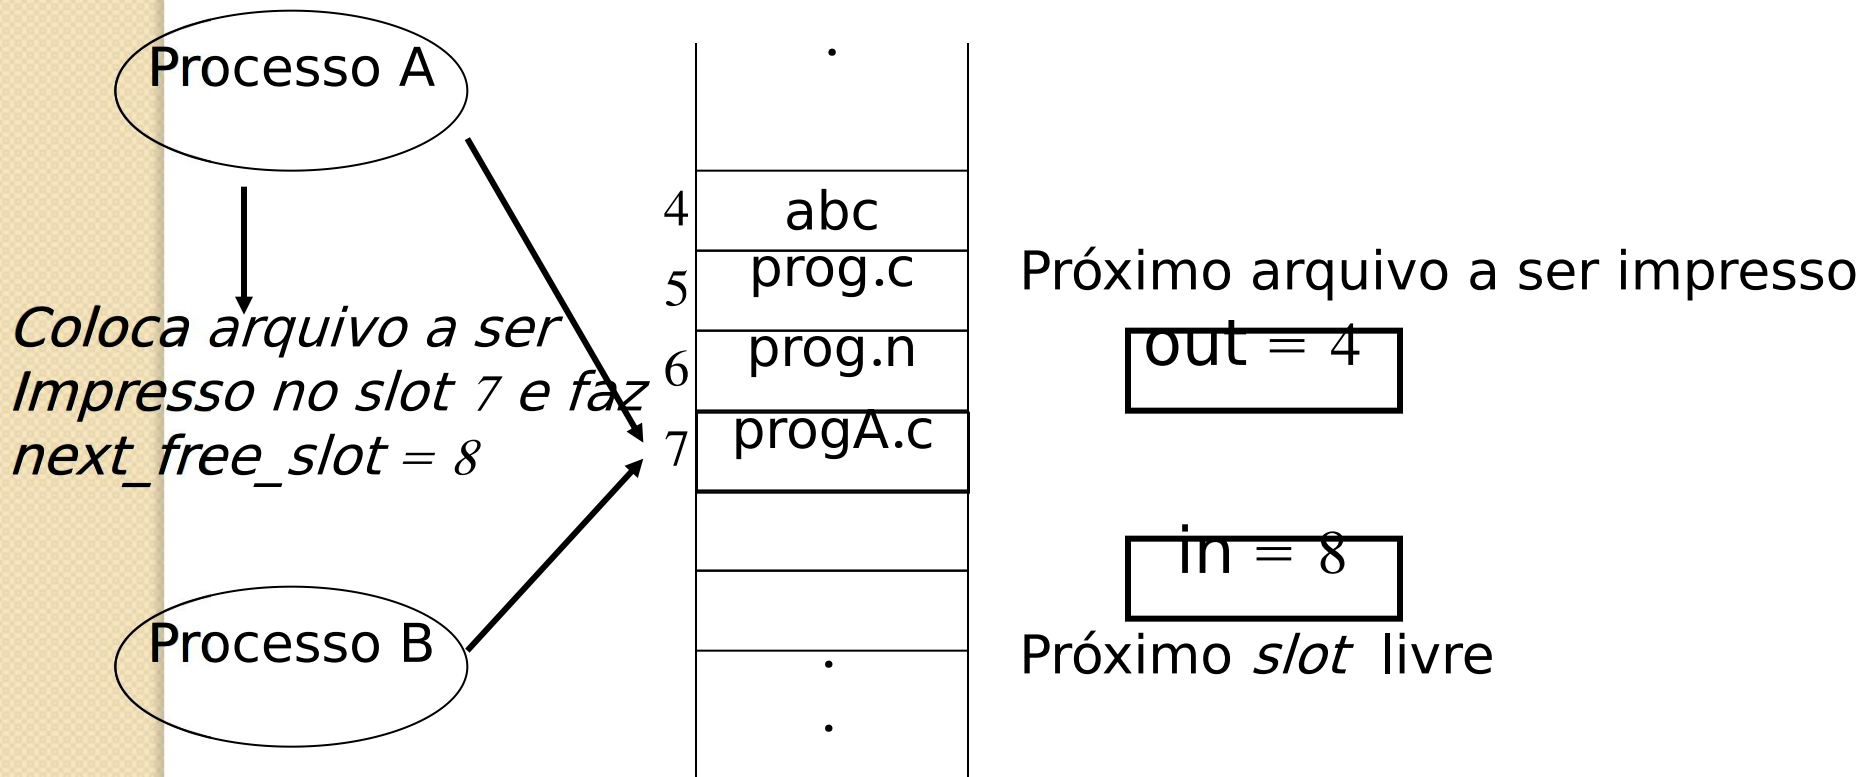 Processo A
Coloca arquivo a ser
Impresso no slot 7 e faz
next_free_slot = 8
Processo B
.
4 abc
5 prog.c
6 prog.n
7 progA.c
.
.
Próximo arquivo a ser impresso
out = 4
in = 8
Próximo slot livre